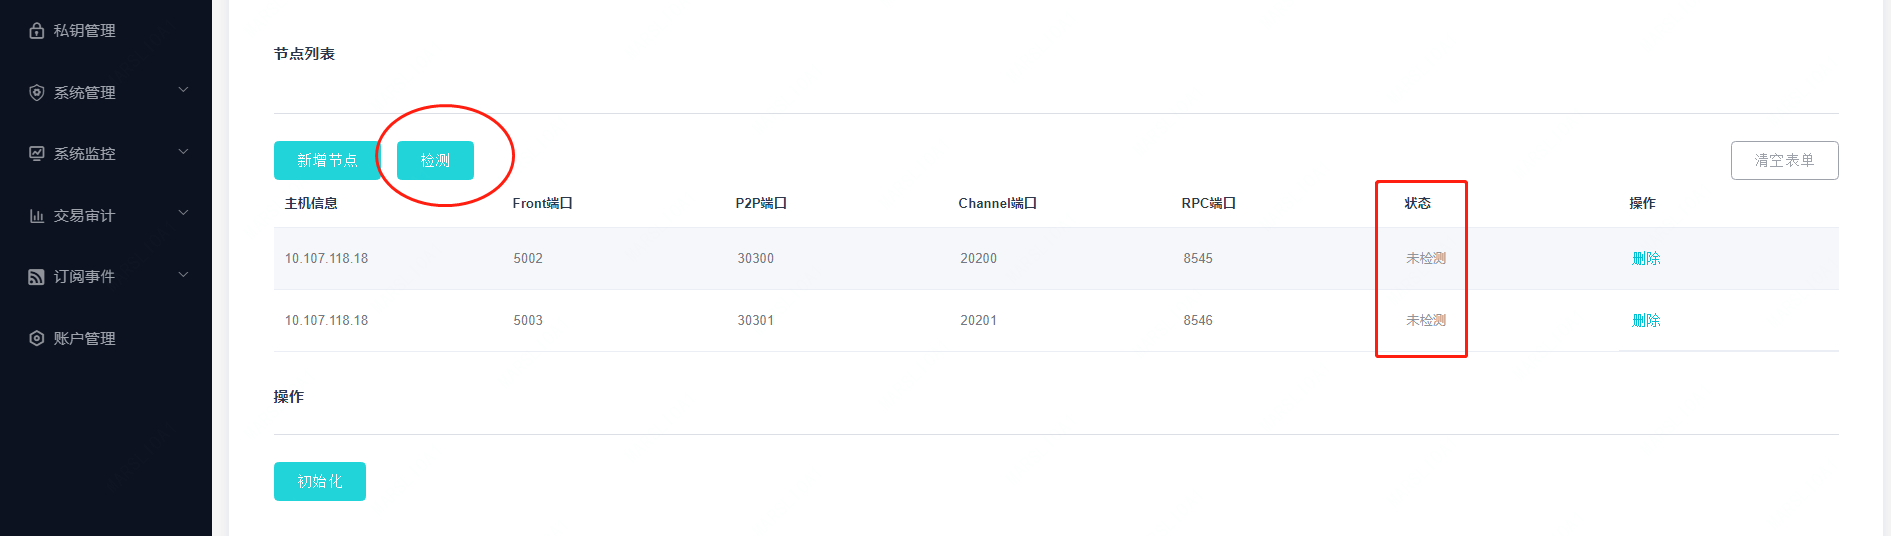 私钥管理
系统管理
系统监控
交易审计
订阅事件
账户管理
节点列表
新增节点 检测 清空表单
主机信息 Front端口 P2P端口 Channel端口 RPC端口 状态 操作
10.107.118.18 5002 30300 20200 8545 未检测 删除
10.107.118.18 5003 30301 20201 8546 未检测 删除
操作
初始化